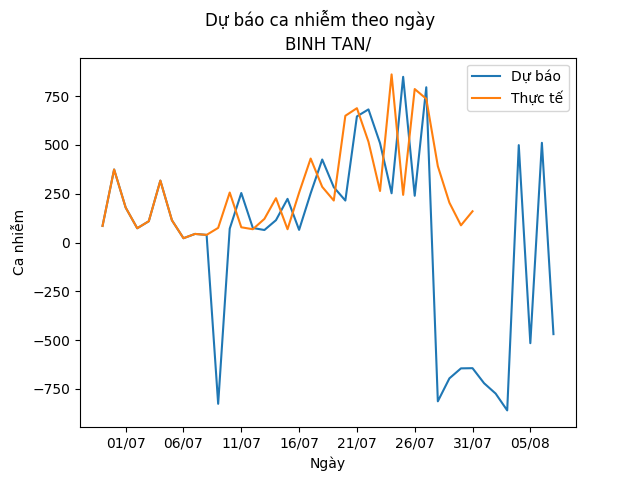 Dự báo ca nhiễm theo ngày
BINH TAN/
Dự báo
Thực tế
Ca nhiễm
750
500
250
0
−250
−500
−750
01/07
06/07
11/07
16/07
21/07
26/07
31/07
05/08
Ngày